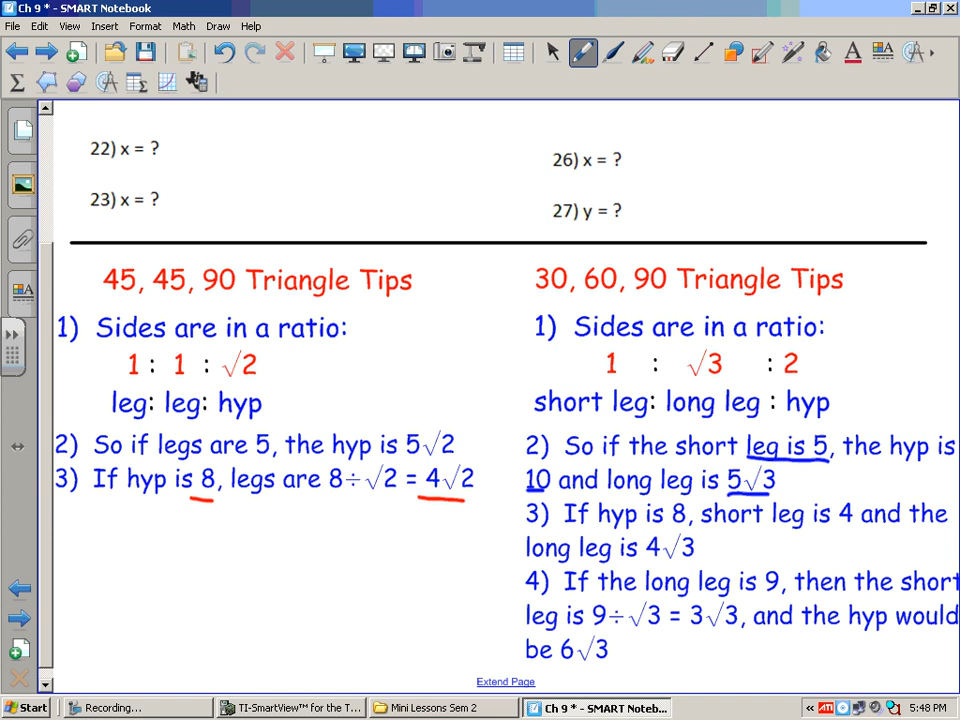 Ch 9 * - SMART Notebook
File Edit View Insert Format Math Draw Help
22) x = ?
23) x = ?
26) x = ?
27) y = ?
45, 45, 90 Triangle Tips
1) Sides are in a ratio:
1 : 1 : √2
leg: leg: hyp
2) So if legs are 5, the hyp is 5√2
3) If hyp is 8, legs are 8÷√2 = 4√2
30, 60, 90 Triangle Tips
1) Sides are in a ratio:
1 : √3 : 2
short leg: long leg : hyp
2) So if the short leg is 5, the hyp is
10 and long leg is 5√3
3) If hyp is 8, short leg is 4 and the
long leg is 4√3
4) If the long leg is 9, then the short
leg is 9÷√3 = 3√3, and the hyp would
be 6√3
Extend Page
Start Recording... TI-SmartView™ for the T... Mini Lessons Sem 2 Ch 9 * - SMART Noteb... « ATI 5:48 PM